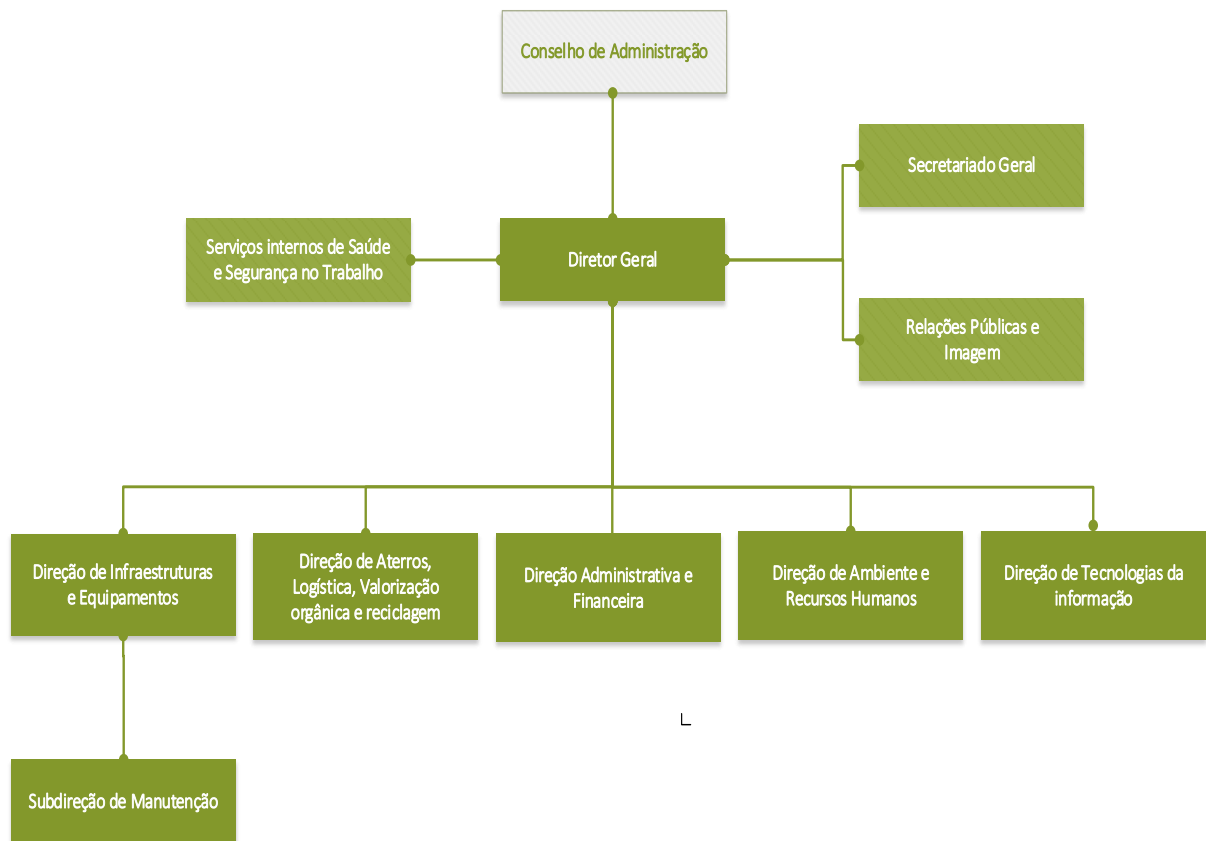 Conselho de Administração
Secretariado Geral
Serviços internos de Saúde
e Segurança no Trabalho
Diretor Geral
Relações Públicas e
Imagem
Direção de Infraestruturas
e Equipamentos
Direção de Aterros,
Logística, Valorização
orgânica e reciclagem
Direção Administrativa e
Financeira
Direção de Ambiente e
Recursos Humanos
Direção de Tecnologias da
informação
Subdireção de Manutenção